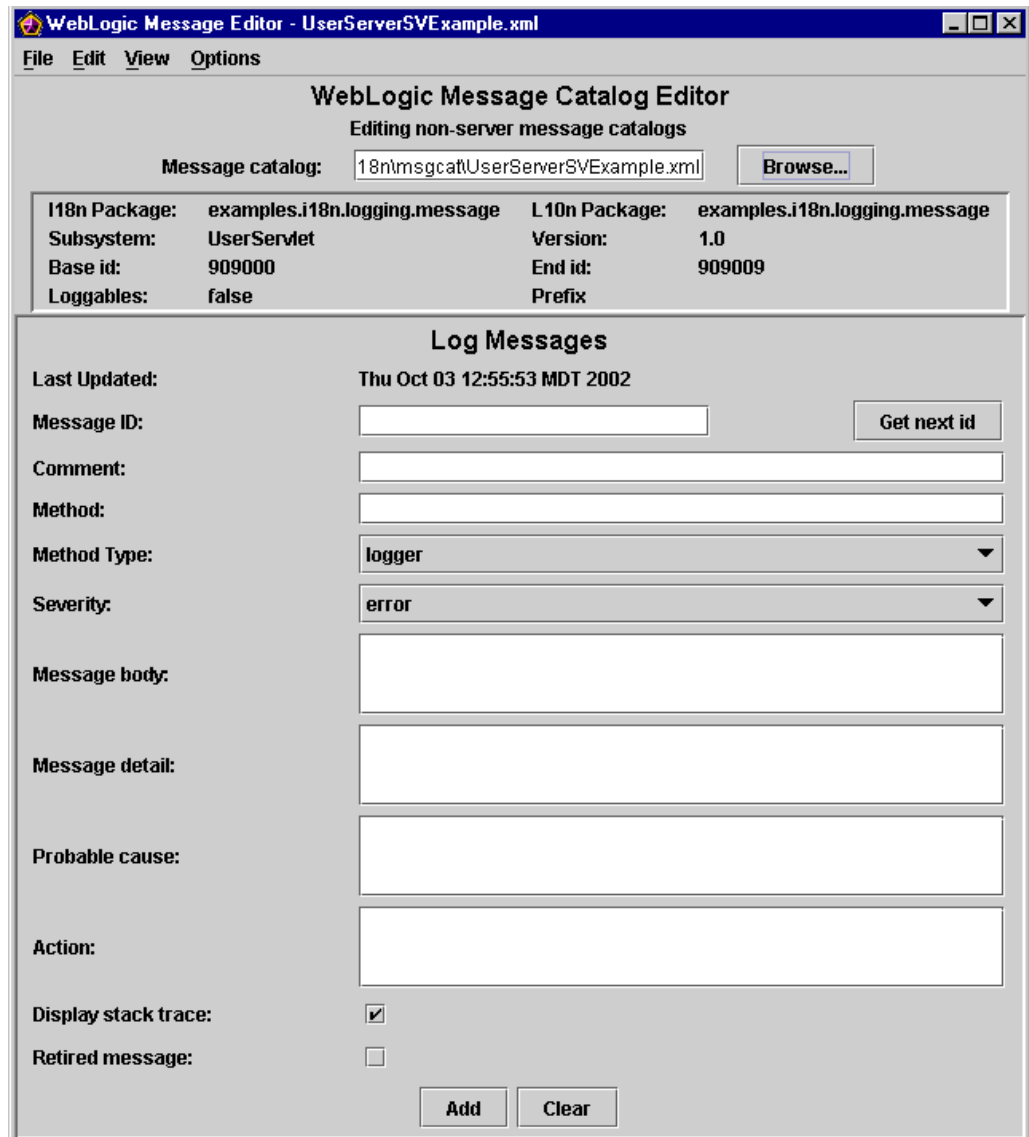 WebLogic Message Editor - UserServerSVExample.xml
File Edit View Options
WebLogic Message Catalog Editor
Editing non-server message catalogs
Message catalog: 18n\msgcat\UserServerSVExample.xml Browse...
I18n Package: examples.i18n.logging.message L10n Package: examples.i18n.logging.message
Subsystem: UserServlet Version: 1.0
Base id: 909000 End id: 909009
Loggables: false Prefix
Log Messages
Last Updated: Thu Oct 03 12:55:53 MDT 2002
Message ID: Get next id
Comment:
Method:
Method Type: logger
Severity: error
Message body:
Message detail:
Probable cause:
Action:
Display stack trace:
Retired message:
Add Clear